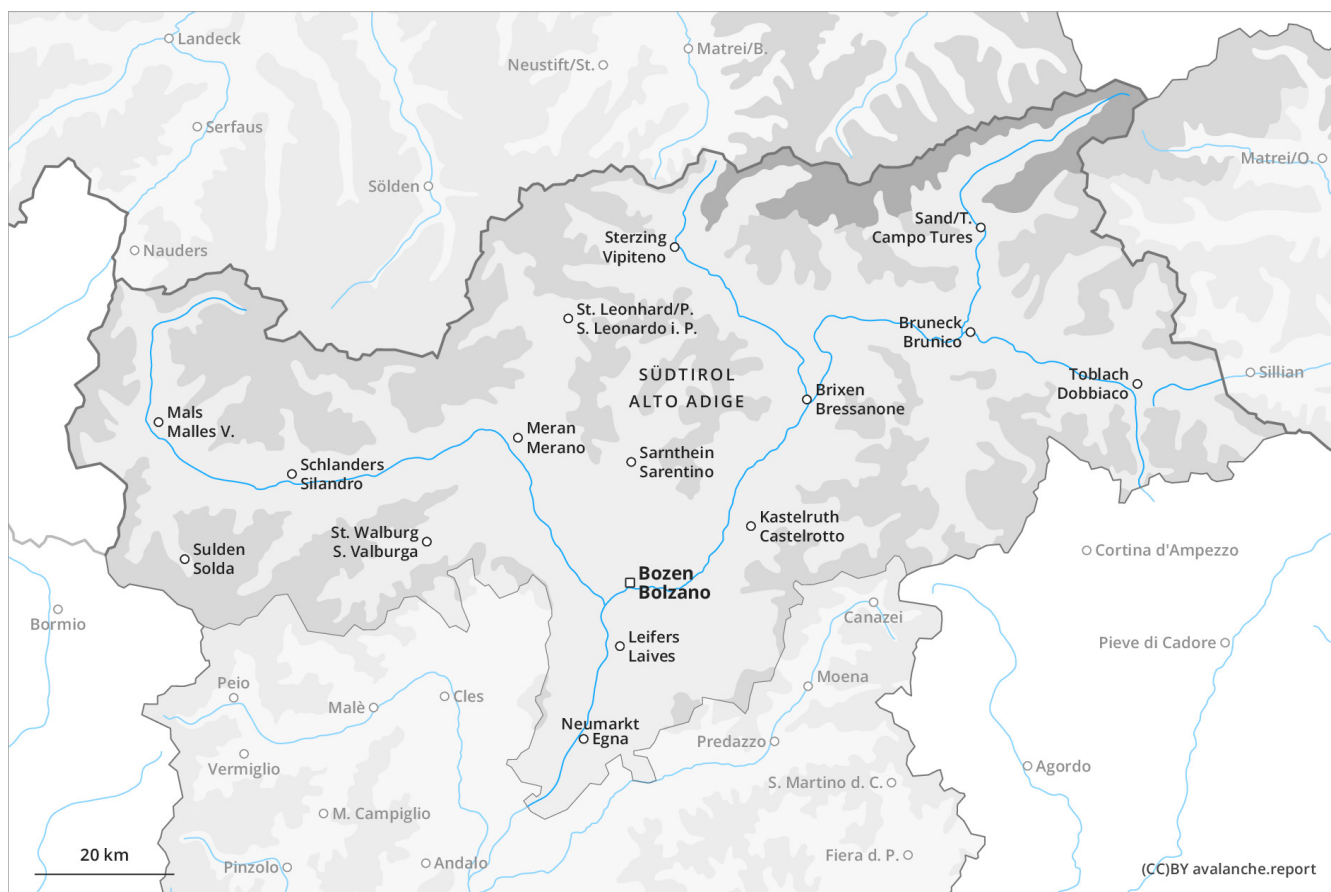 Landeck
Matrei/B.
Neustift/St.
Serfaus
Matrei/O.
Sölden
Sand/T.
Campo Tures
Nauders
Sterzing
Vipiteno
St. Leonhard/P.
S. Leonardo i. P.
Bruneck
Brunico
SÜDTIROL
ALTO ADIGE
Toblach
Dobbiaco
Sillian
Brixen
Bressanone
Mals
Malles V.
Meran
Merano
Schlanders
Silandro
Sarnthein
Sarentino
Kastelruth
Castelrotto
St. Walburg
S. Valburga
Sulden
Solda
Cortina d'Ampezzo
Bozen
Bolzano
Bormio
Canazei
Leifers
Laives
Pieve di Cadore
Peio
Moena
Malè
Cles
Neumarkt
Egna
Predazzo
Vermiglio
Agordo
S. Martino d. C.
M. Campiglio
20 km
Pinzolo
Andalo
Fiera d. P.
(CC)BY avalanche.report